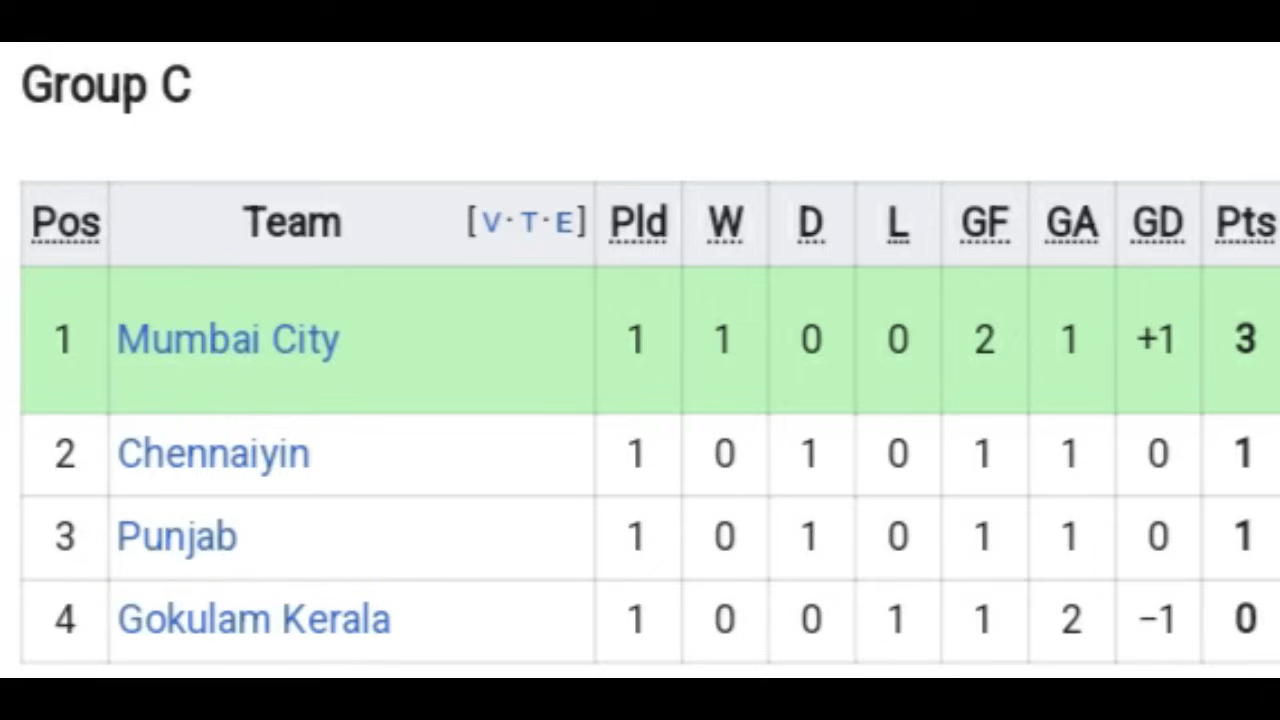 Group C
Pos Team [V·T·E] Pld W D L GF GA GD Pts
1 Mumbai City 1 1 0 0 2 1 +1 3
2 Chennaiyin 1 0 1 0 1 1 0 1
3 Punjab 1 0 1 0 1 1 0 1
4 Gokulam Kerala 1 0 0 1 1 2 −1 0